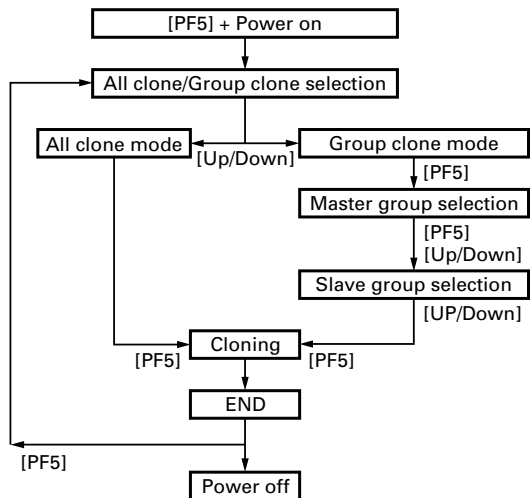 [PF5] + Power on
All clone/Group clone selection
All clone mode
[Up/Down]
Group clone mode
[PF5]
Master group selection
[PF5]
[Up/Down]
Slave group selection
[UP/Down]
Cloning
[PF5]
[PF5]
END
[PF5]
Power off